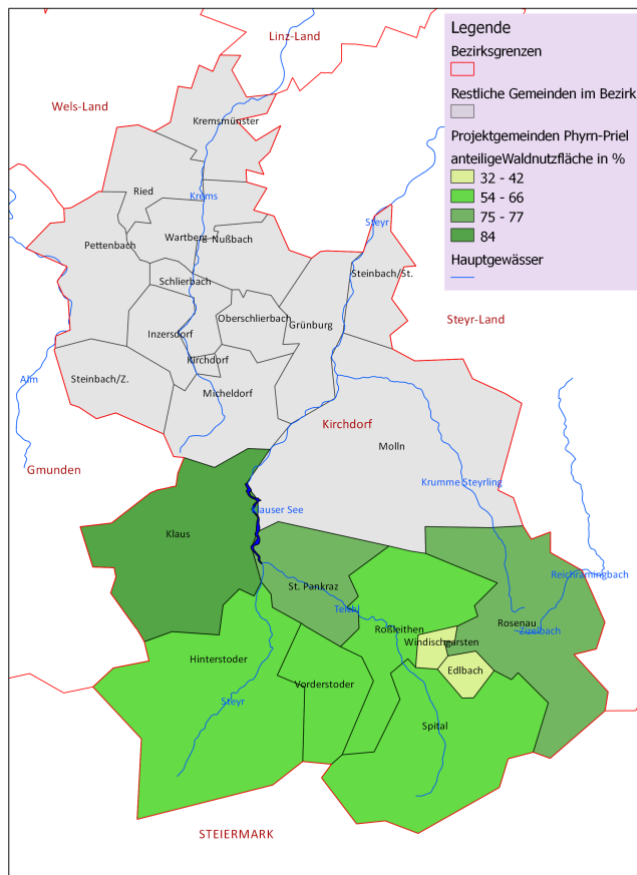 Linz-Land
Legende
Bezirksgrenzen
Restliche Gemeinden im Bezirk
Projektgemeinden Phyrn-Priel
anteiligeWaldnutzfläche in %
32 - 42
54 - 66
75 - 77
84
Hauptgewässer
Wels-Land
Kremsmünster
Ried
Krems
Steyr
Pettenbach
Wartberg
Nußbach
Schlierbach
Steinbach/St.
Inzersdorf
Oberschlierbach
Grünburg
Steyr-Land
Kirchdorf
Steinbach/Z.
Alm
Micheldorf
Kirchdorf
Molln
Gmunden
Krumme Steyrling
Klauser See
Klaus
St. Pankraz
Reichramingbach
Teichl
Rosenau
Roßleithen
Windischgarsten
Hinterstoder
Edlbach
Vorderstoder
Steyr
Spital
STEIERMARK